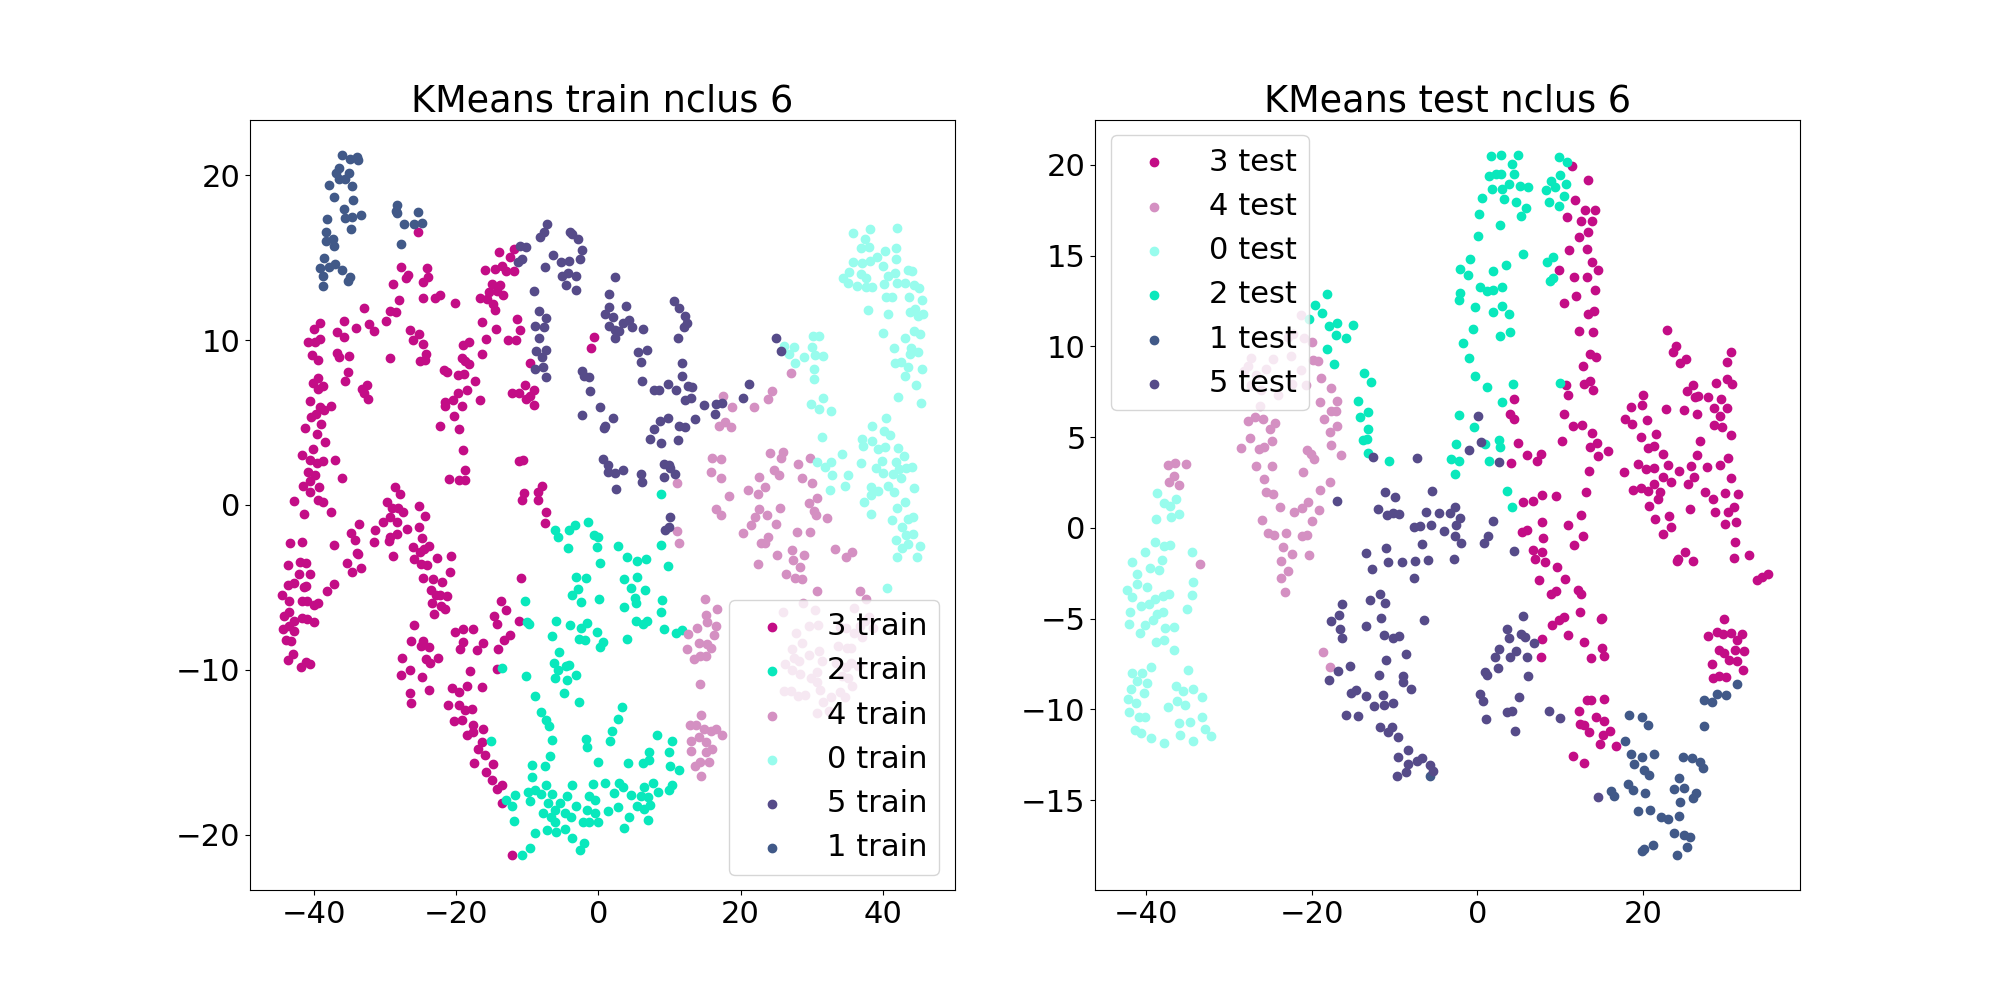 KMeans train nclus 6
20
10
0
−10
−20
−40
−20
0
20
40
3 train
2 train
4 train
0 train
5 train
1 train
KMeans test nclus 6
20
15
10
5
0
−5
−10
−15
−40
−20
0
20
3 test
4 test
0 test
2 test
1 test
5 test